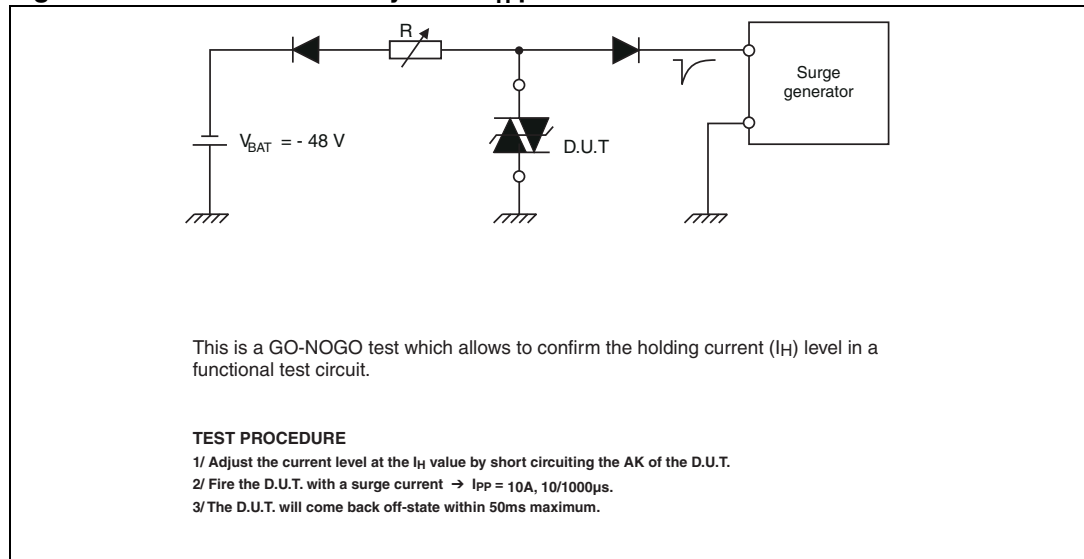 R
Surge
generator
VBAT = - 48 V
D.U.T
This is a GO-NOGO test which allows to confirm the holding current (IH) level in a
functional test circuit.
TEST PROCEDURE
1/ Adjust the current level at the IH value by short circuiting the AK of the D.U.T.
2/ Fire the D.U.T. with a surge current → IPP = 10A, 10/1000µs.
3/ The D.U.T. will come back off-state within 50ms maximum.